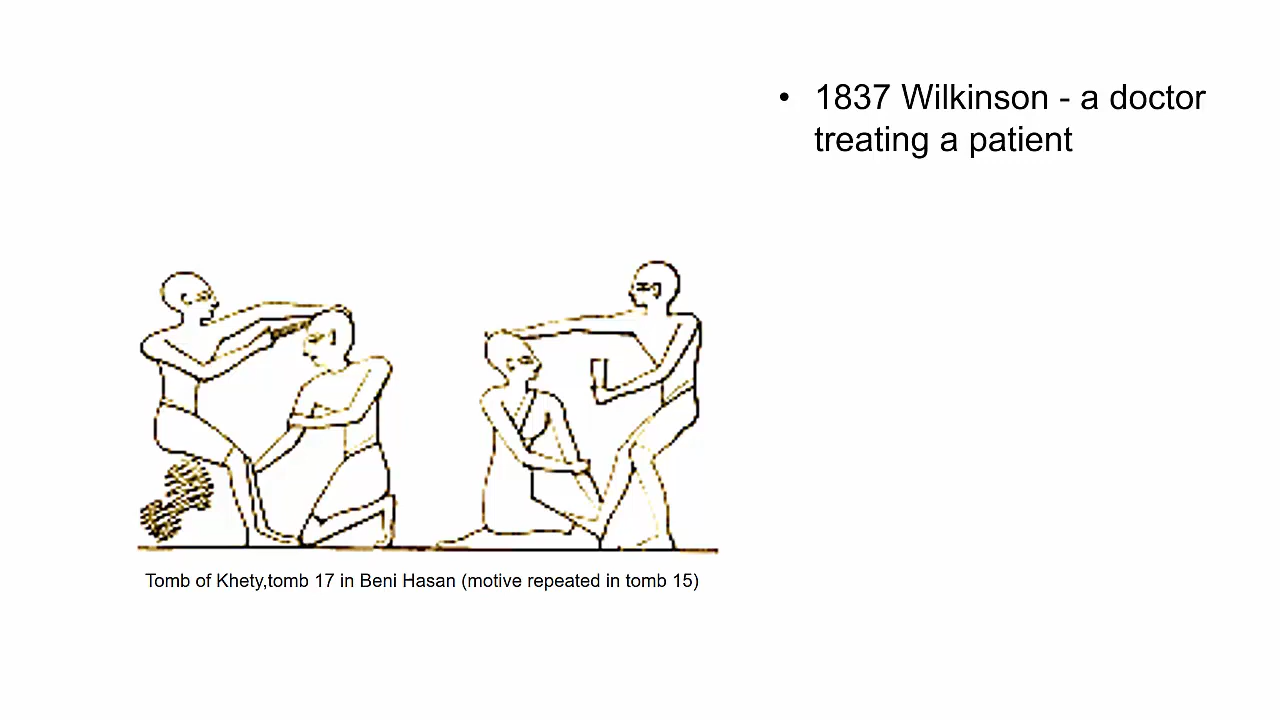 • 1837 Wilkinson - a doctor
treating a patient
Tomb of Khety,tomb 17 in Beni Hasan (motive repeated in tomb 15)